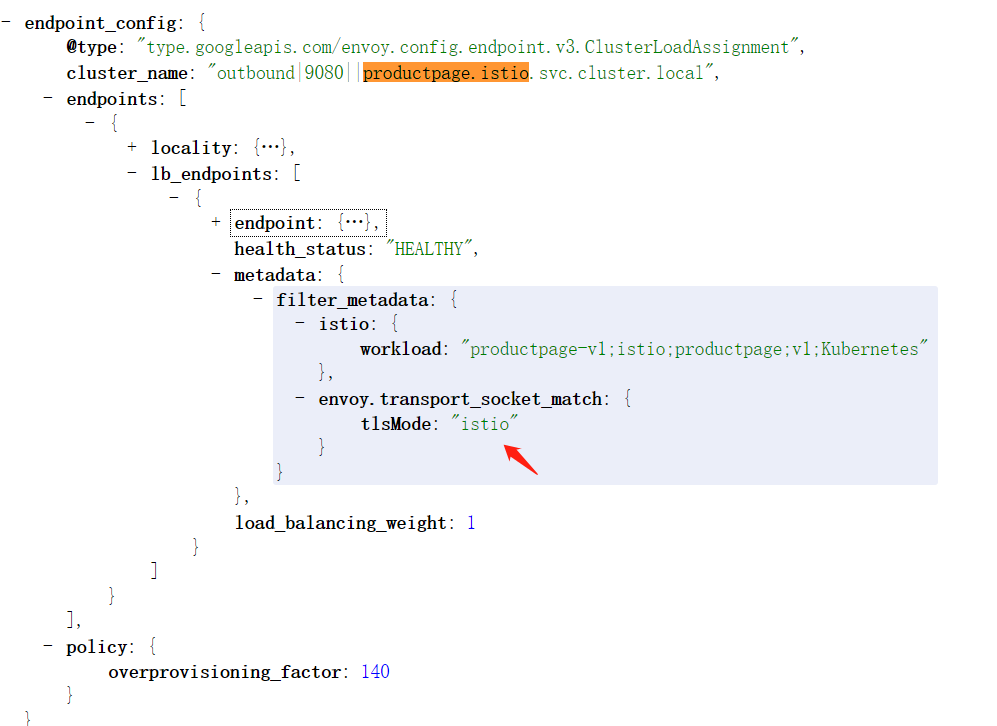 - endpoint_config: {
@type: "type.googleapis.com/envoy.config.endpoint.v3.ClusterLoadAssignment",
cluster_name: "outbound|9080||productpage.istio.svc.cluster.local",
- endpoints: [
- {
+ locality: {…},
- lb_endpoints: [
- {
+ endpoint: {…},
health_status: "HEALTHY",
- metadata: {
- filter_metadata: {
- istio: {
workload: "productpage-v1;istio;productpage;v1;Kubernetes"
},
- envoy.transport_socket_match: {
tlsMode: "istio"
}
}
},
load_balancing_weight: 1
}
]
}
],
- policy: {
overprovisioning_factor: 140
}
}